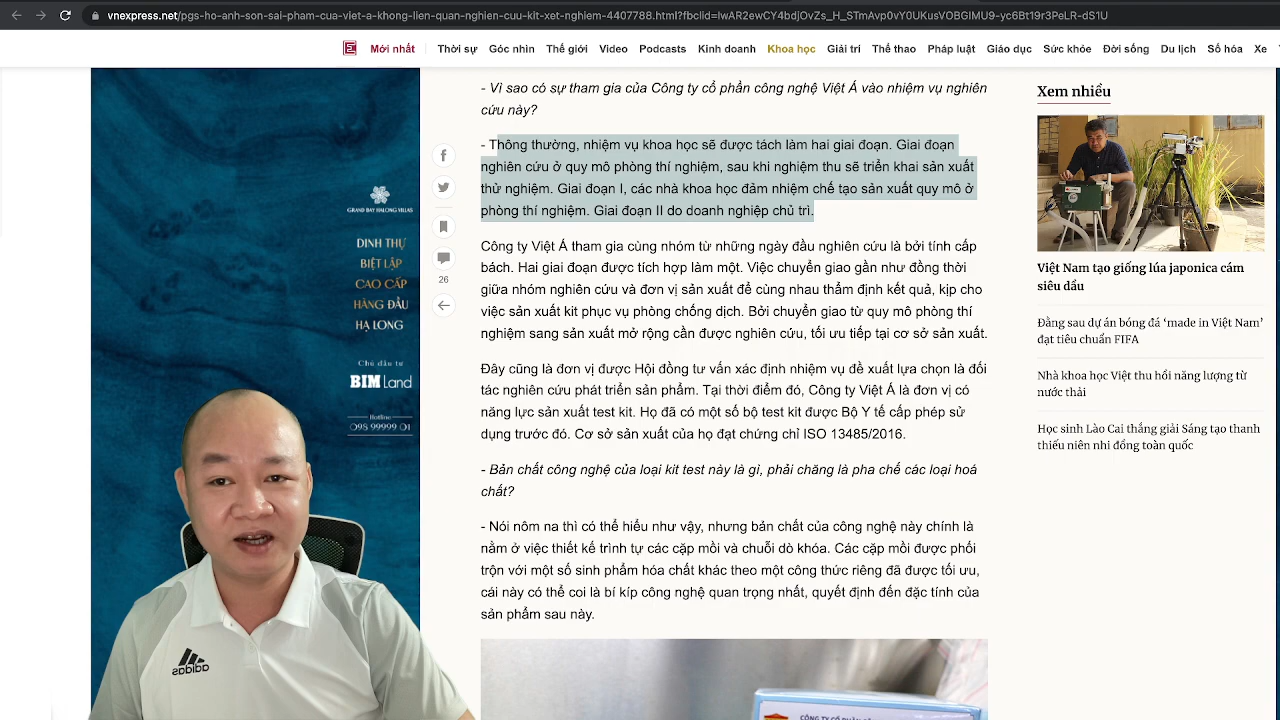 vnexpress.net/pgs-ho-anh-son-sai-pham-cua-viet-a-khong-lien-quan-nghien-cuu-kit-xet-nghiem-4407788.html?fbclid=IwAR2ewCY4bdjOvZs_H_STmAvp0vY0UKusVOBGIMU9-yc6Bt19r3PeLR-dS1U
Mới nhất Thời sự Góc nhìn Thế giới Video Podcasts Kinh doanh Khoa học Giải trí Thể thao Pháp luật Giáo dục Sức khỏe Đời sống Du lịch Số hóa Xe
- Vì sao có sự tham gia của Công ty cổ phần công nghệ Việt Á vào nhiệm vụ nghiên
cứu này?
- Thông thường, nhiệm vụ khoa học sẽ được tách làm hai giai đoạn. Giai đoạn
nghiên cứu ở quy mô phòng thí nghiệm, sau khi nghiệm thu sẽ triển khai sản xuất
thử nghiệm. Giai đoạn I, các nhà khoa học đảm nhiệm chế tạo sản xuất quy mô ở
phòng thí nghiệm. Giai đoạn II do doanh nghiệp chủ trì.
Công ty Việt Á tham gia cùng nhóm từ những ngày đầu nghiên cứu là bởi tính cấp
bách. Hai giai đoạn được tích hợp làm một. Việc chuyển giao gần như đồng thời
giữa nhóm nghiên cứu và đơn vị sản xuất để cùng nhau thẩm định kết quả, kịp cho
việc sản xuất kit phục vụ phòng chống dịch. Bởi chuyển giao từ quy mô phòng thí
nghiệm sang sản xuất mở rộng cần được nghiên cứu, tối ưu tiếp tại cơ sở sản xuất.
Đây cũng là đơn vị được Hội đồng tư vấn xác định nhiệm vụ đề xuất lựa chọn là đối
tác nghiên cứu phát triển sản phẩm. Tại thời điểm đó, Công ty Việt Á là đơn vị có
năng lực sản xuất test kit. Họ đã có một số bộ test kit được Bộ Y tế cấp phép sử
dụng trước đó. Cơ sở sản xuất của họ đạt chứng chỉ ISO 13485/2016.
- Bản chất công nghệ của loại kit test này là gì, phải chăng là pha chế các loại hoá
chất?
- Nói nôm na thì có thể hiểu như vậy, nhưng bản chất của công nghệ này chính là
nằm ở việc thiết kế trình tự các cặp mồi và chuỗi dò khóa. Các cặp mồi được phối
trộn với một số sinh phẩm hóa chất khác theo một công thức riêng đã được tối ưu,
cái này có thể coi là bí kíp công nghệ quan trọng nhất, quyết định đến đặc tính của
sản phẩm sau này.
26
GRAND BAY HALONG VILLAS
DINH THỰ
BIỆT LẬP
CAO CẤP
HÀNG ĐẦU
HẠ LONG
Chủ đầu tư
BIM Land
Hotline
098 99999 01
adidas
Xem nhiều
Việt Nam tạo giống lúa japonica cám
siêu dầu
Đằng sau dự án bóng đá ‘made in Việt Nam’
đạt tiêu chuẩn FIFA
Nhà khoa học Việt thu hồi năng lượng từ
nước thải
Học sinh Lào Cai thắng giải Sáng tạo thanh
thiếu niên nhi đồng toàn quốc